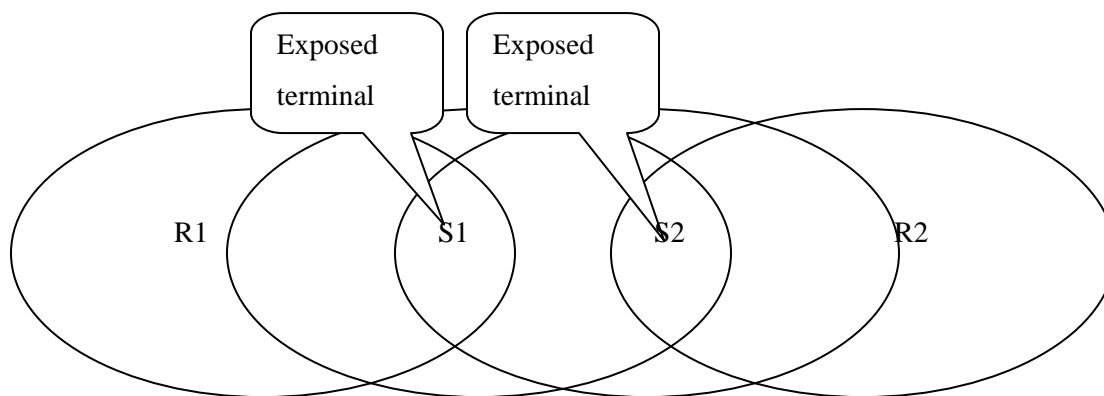 Exposed
terminal
Exposed
terminal
R1
S1
S2
R2